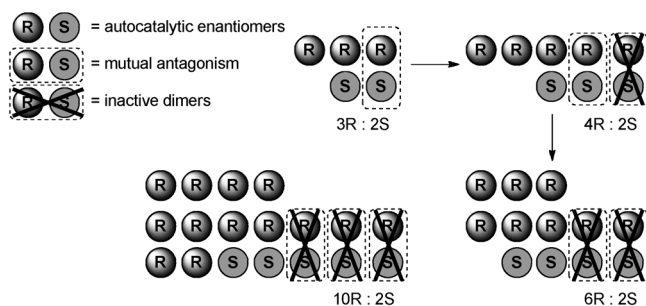 R S = autocatalytic enantiomers
R S = mutual antagonism
R S = inactive dimers
R R R
S S
3R : 2S
R R R R R
S S S
4R : 2S
R R R
R R R R R
S S S S
6R : 2S
R R R R
R R R R R R R
R R S S S S S
10R : 2S